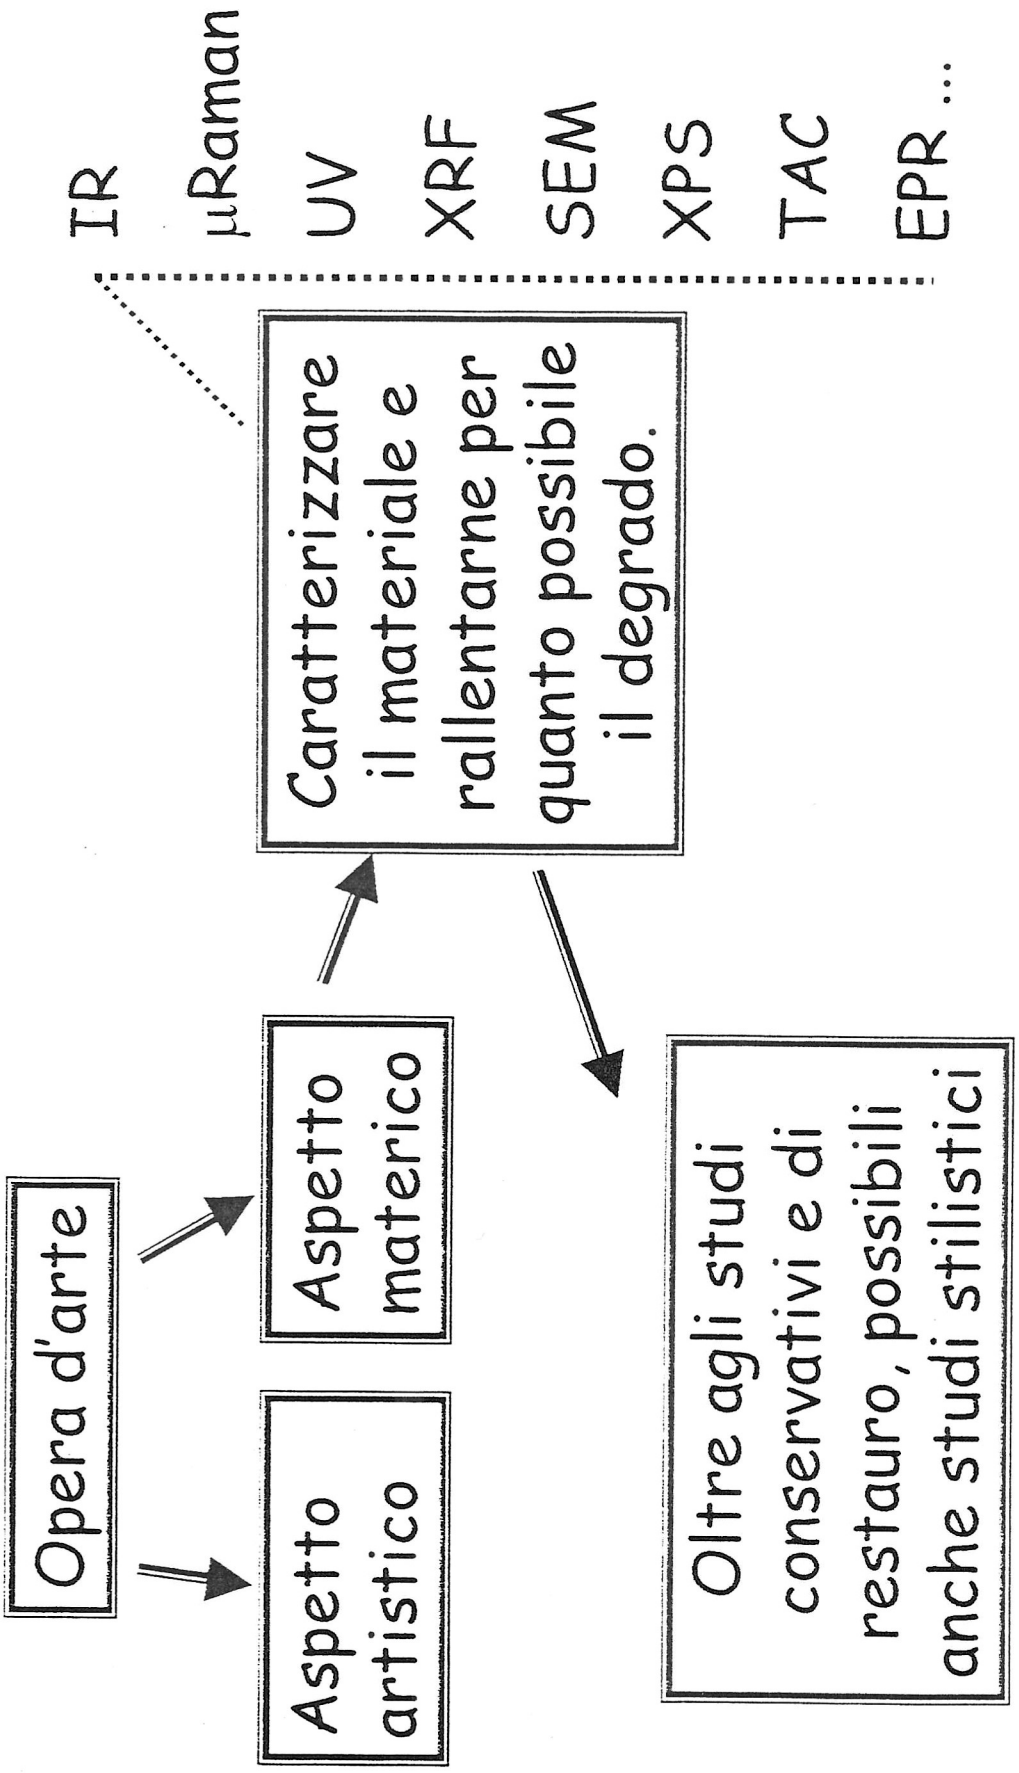 Opera d'arte
Aspetto
artistico
Aspetto
materico
Caratterizzare
il materiale e
rallentarne per
quanto possibile
il degrado.
IR
μRaman
UV
XRF
SEM
XPS
TAC
EPR ...
Oltre agli studi
conservativi e di
restauro, possibili
anche studi stilistici